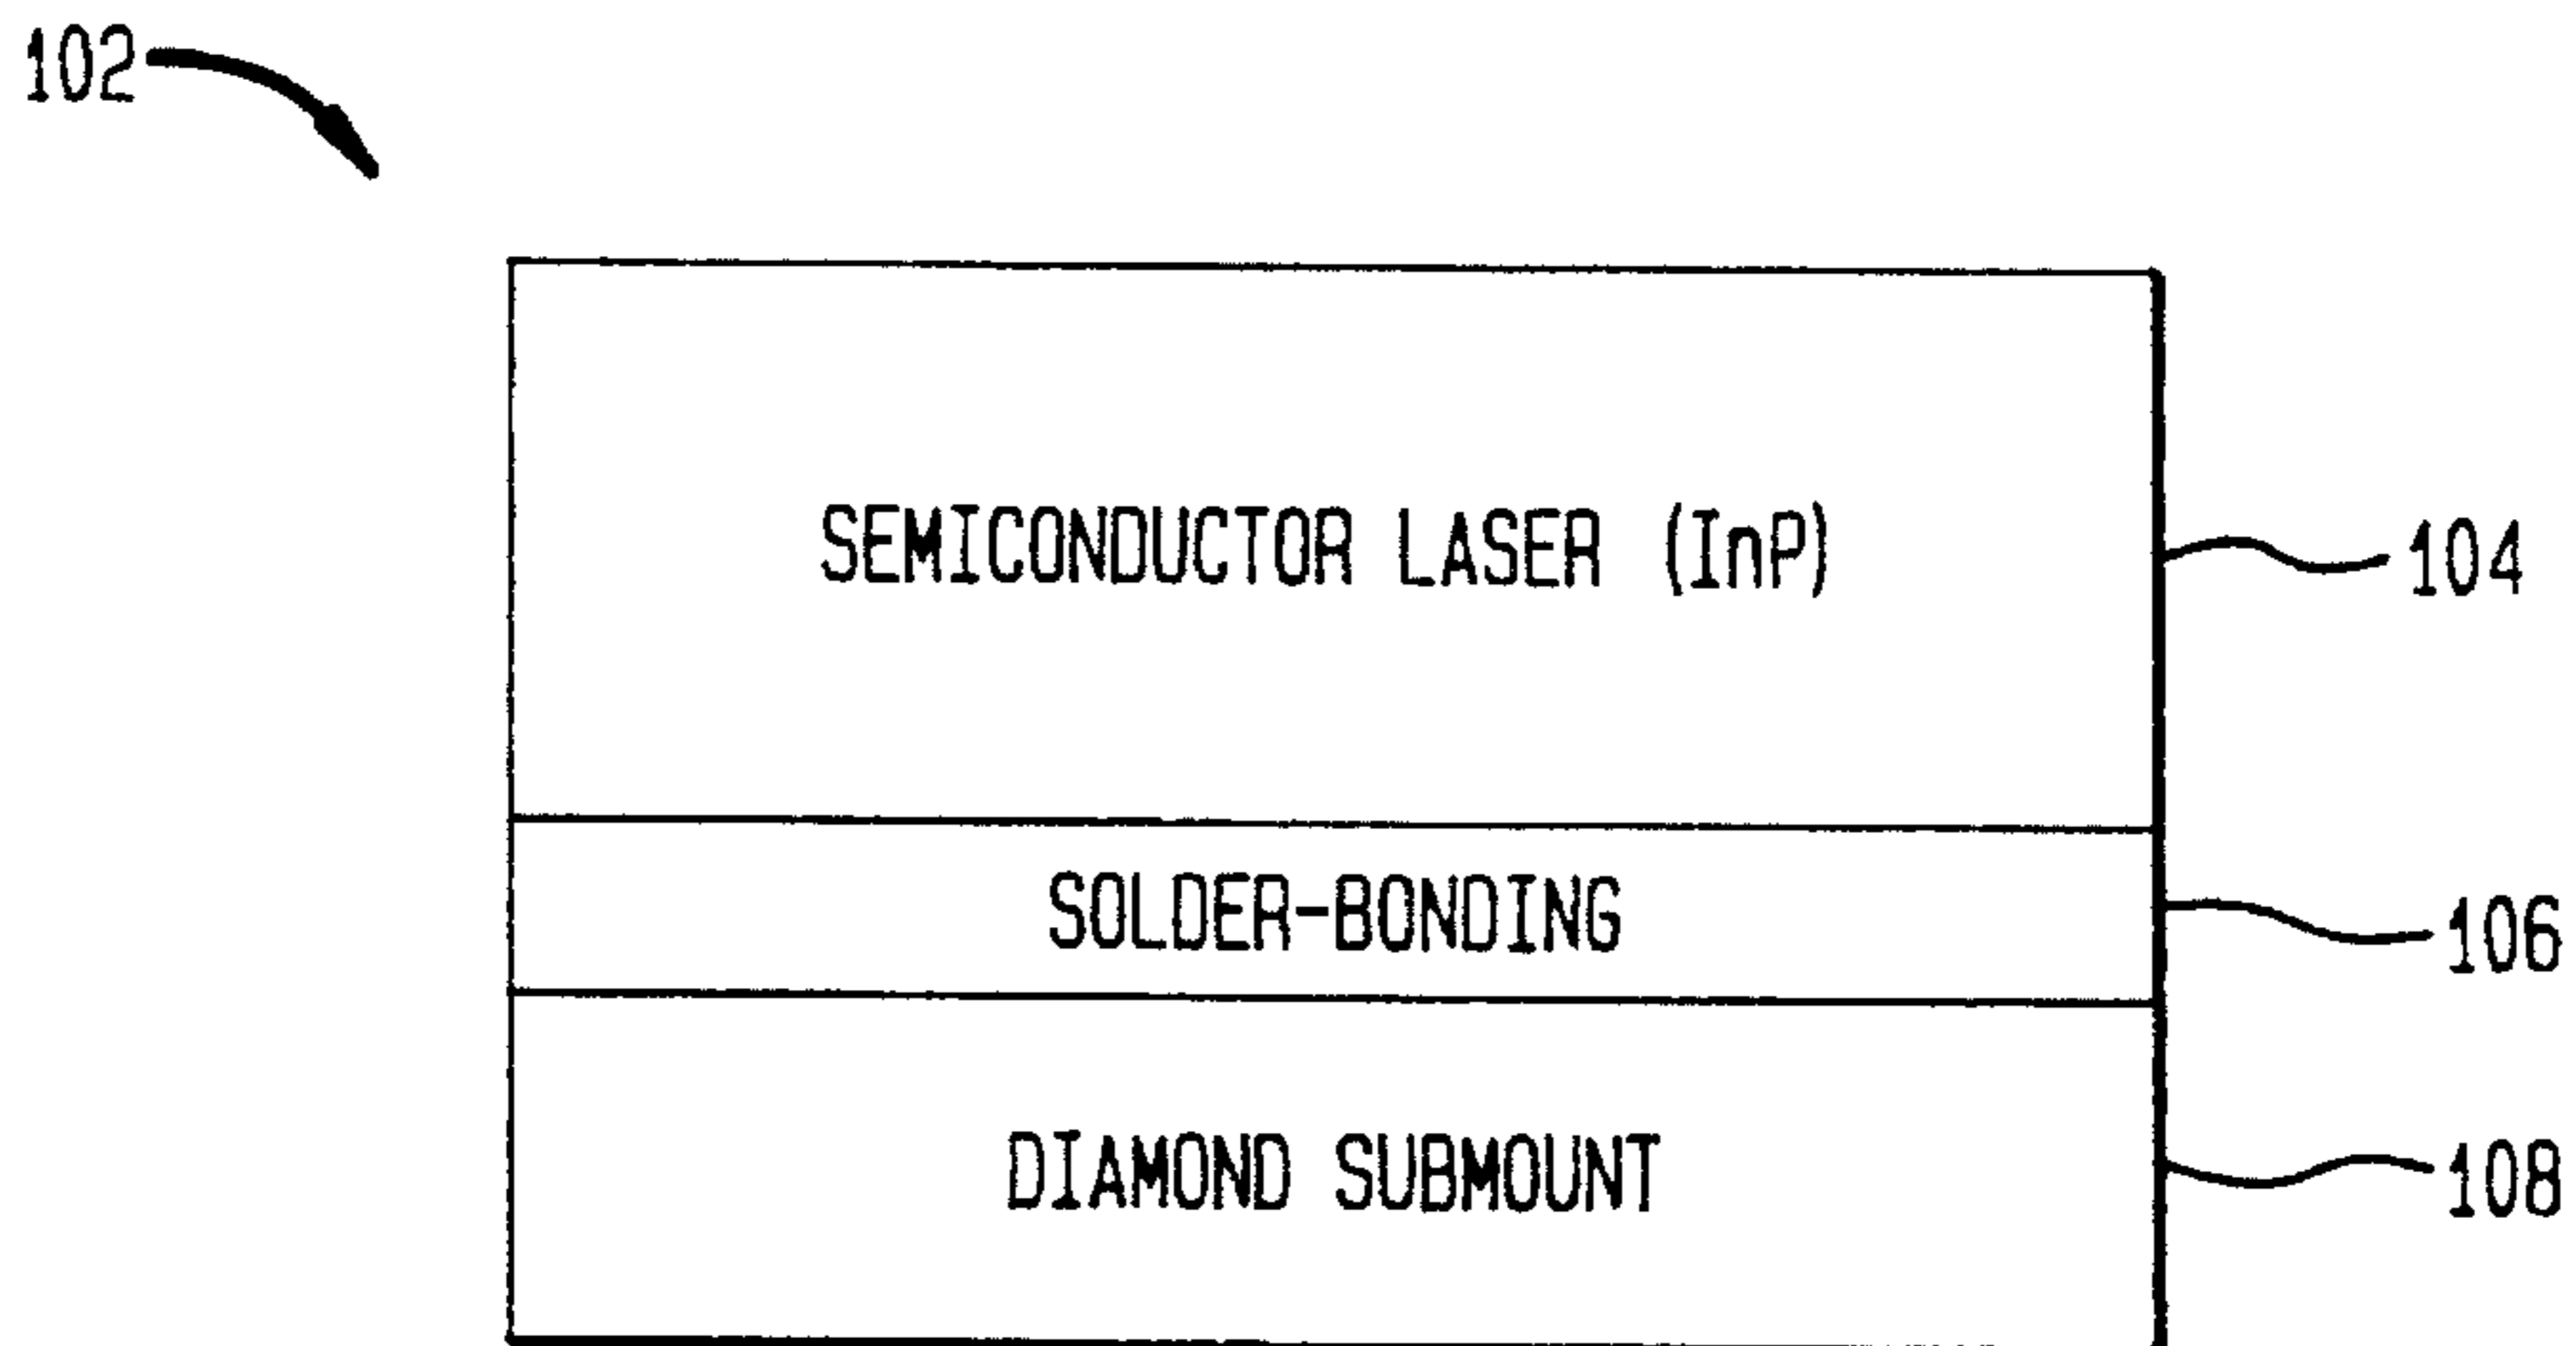 102
SEMICONDUCTOR LASER (InP)
104
SOLDER-BONDING
106
DIAMOND SUBMOUNT
108